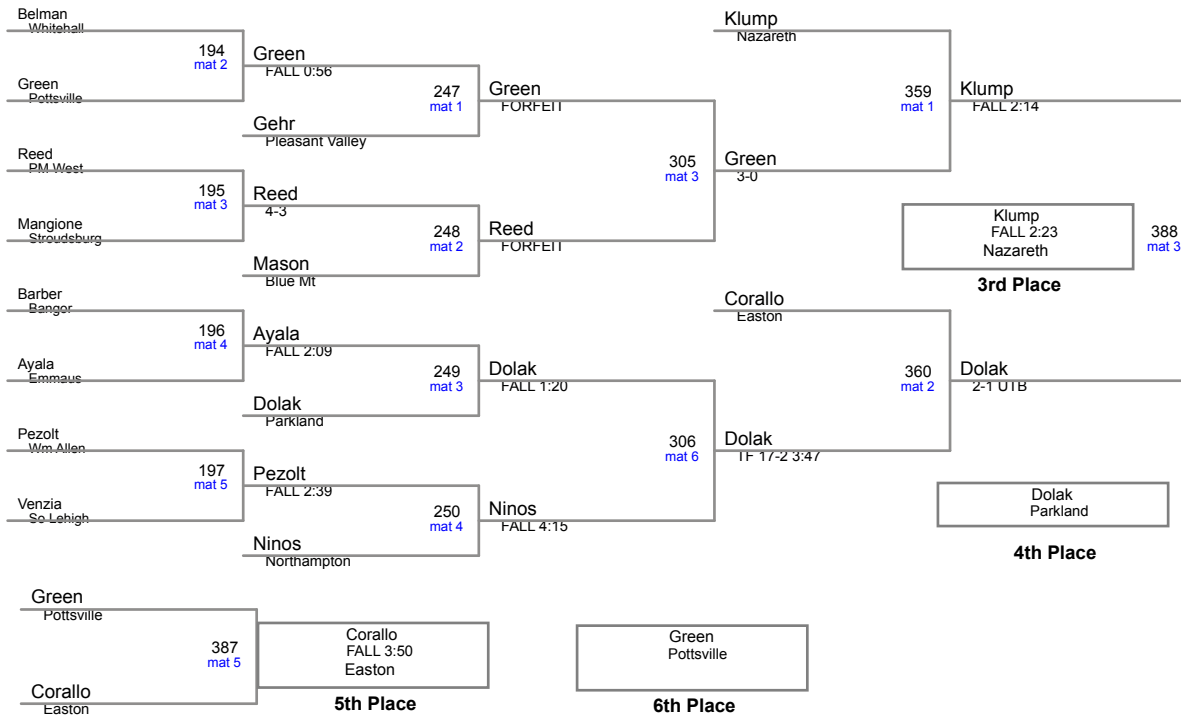 Belman
Whitehall
194
mat 2
Green
Pottsville
Green
FALL 0:56
247
mat 1
Gehr
Pleasant Valley
Green
FORFEIT
Reed
PM West
195
mat 3
Mangione
Stroudsburg
Reed
4-3
248
mat 2
Mason
Blue Mt
Reed
FORFEIT
305
mat 3
Green
3-0
Klump
Nazareth
359
mat 1
Klump
FALL 2:14
Klump
FALL 2:23
Nazareth
388
mat 3
3rd Place
Barber
Bangor
196
mat 4
Ayala
Emmaus
Ayala
FALL 2:09
249
mat 3
Dolak
Parkland
Dolak
FALL 1:20
Pezolt
Wm Allen
197
mat 5
Venzia
So Lehigh
Pezolt
FALL 2:39
250
mat 4
Ninos
Northampton
Ninos
FALL 4:15
306
mat 6
Dolak
TF 17-2 3:47
Corallo
Easton
360
mat 2
Dolak
2-1 UTB
Dolak
Parkland
4th Place
Green
Pottsville
387
mat 5
Corallo
Easton
Corallo
FALL 3:50
Easton
5th Place
Green
Pottsville
6th Place